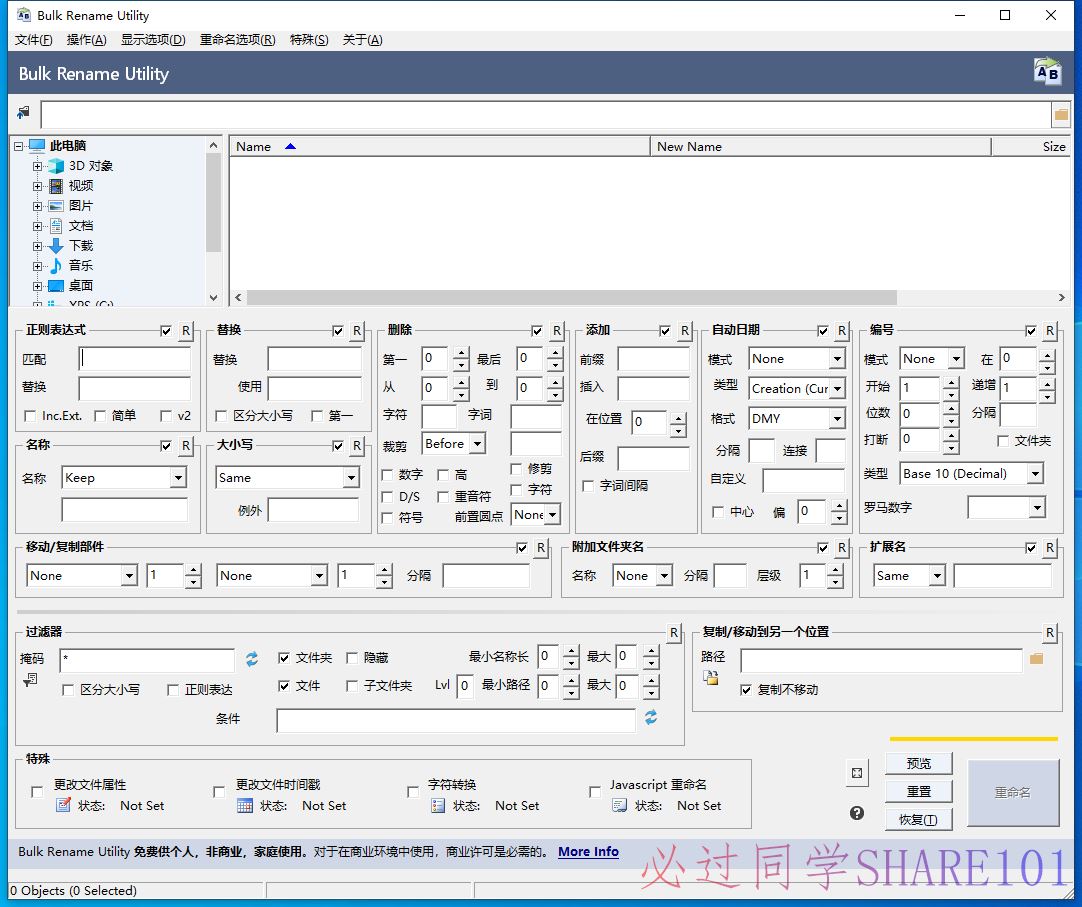 Bulk Rename Utility
文件(F) 操作(A) 显示选项(D) 重命名选项(R) 特殊(S) 关于(A)
Bulk Rename Utility
此电脑
3D 对象
视频
图片
文档
下载
音乐
桌面
Name New Name Size
正则表达式 R 替换 R 删除 R 添加 R 自动日期 R 编号 R
匹配 替换 第一 0 最后 0 前缀 模式 None 模式 None 在 0
替换 使用 从 0 到 0 插入 类型 Creation (Cur 开始 1 递增 1
Inc.Ext. 简单 v2 区分大小写 第一 字符 字词 在位置 0 格式 DMY 位数 0 分隔
名称 R 大小写 R 裁剪 Before 后缀 分隔 连接 打断 0 文件夹
名称 Keep Same 数字 高 修剪 字词间隔 自定义 类型 Base 10 (Decimal)
例外 D/S 重音符 字符 中心 偏 0 罗马数字
符号 前置圆点 None
移动/复制部件 R 附加文件夹名 R 扩展名 R
None 1 None 1 分隔 名称 None 分隔 层级 1 Same
过滤器 R 复制/移动到另一个位置 R
掩码 * 文件夹 隐藏 最小名称长 0 最大 0 路径
区分大小写 正则表达 文件 子文件夹 Lvl 0 最小路径 0 最大 0 复制不移动
条件
特殊
更改文件属性 更改文件时间戳 字符转换 Javascript 重命名
状态: Not Set 状态: Not Set 状态: Not Set 状态: Not Set
预览
重置
恢复(T)
重命名
Bulk Rename Utility 免费供个人，非商业，家庭使用。对于在商业环境中使用，商业许可是必需的。 More Info
必过同学SHARE101
0 Objects (0 Selected)